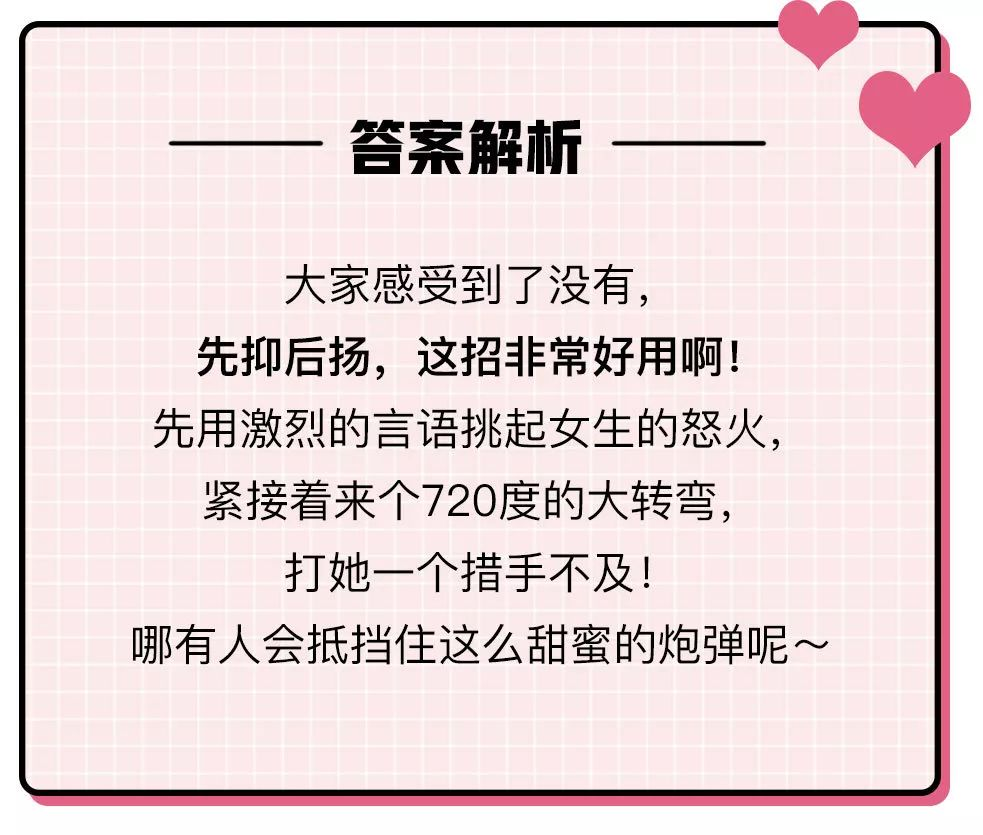 答案解析
大家感受到了没有，
先抑后扬，这招非常好用啊！
先用激烈的言语挑起女生的怒火，
紧接着来个720度的大转弯，
打她一个措手不及！
哪有人会抵挡住这么甜蜜的炮弹呢～